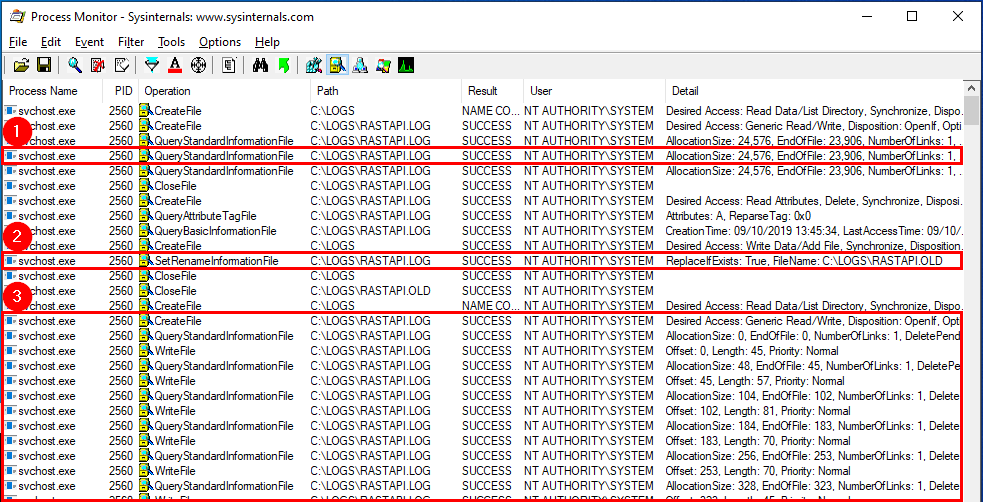 Process Monitor - Sysinternals: www.sysinternals.com
File Edit Event Filter Tools Options Help
Process Name PID Operation Path Result User Detail
svchost.exe 2560 CreateFile C:\LOGS NAME CO... NT AUTHORITY\SYSTEM Desired Access: Read Data/List Directory, Synchronize, Dispo...
svchost.exe 2560 CreateFile C:\LOGS\RASTAPI.LOG SUCCESS NT AUTHORITY\SYSTEM Desired Access: Generic Read/Write, Disposition: OpenIf, Opti
1
svchost.exe 2560 QueryStandardInformationFile C:\LOGS\RASTAPI.LOG SUCCESS NT AUTHORITY\SYSTEM AllocationSize: 24,576, EndOfFile: 23,906, NumberOfLinks: 1, ...
svchost.exe 2560 QueryStandardInformationFile C:\LOGS\RASTAPI.LOG SUCCESS NT AUTHORITY\SYSTEM AllocationSize: 24,576, EndOfFile: 23,906, NumberOfLinks: 1,
svchost.exe 2560 QueryStandardInformationFile C:\LOGS\RASTAPI.LOG SUCCESS NT AUTHORITY\SYSTEM AllocationSize: 24,576, EndOfFile: 23,906, NumberOfLinks: 1, ...
svchost.exe 2560 CloseFile C:\LOGS\RASTAPI.LOG SUCCESS NT AUTHORITY\SYSTEM
svchost.exe 2560 CreateFile C:\LOGS\RASTAPI.LOG SUCCESS NT AUTHORITY\SYSTEM Desired Access: Read Attributes, Delete, Synchronize, Disposi...
svchost.exe 2560 QueryAttributeTagFile C:\LOGS\RASTAPI.LOG SUCCESS NT AUTHORITY\SYSTEM Attributes: A, ReparseTag: 0x0
svchost.exe 2560 QueryBasicInformationFile C:\LOGS\RASTAPI.LOG SUCCESS NT AUTHORITY\SYSTEM CreationTime: 09/10/2019 13:45:34, LastAccessTime: 09/10/...
2
svchost.exe 2560 CreateFile C:\LOGS SUCCESS NT AUTHORITY\SYSTEM Desired Access: Write Data/Add File, Synchronize, Disposition...
svchost.exe 2560 SetRenameInformationFile C:\LOGS\RASTAPI.LOG SUCCESS NT AUTHORITY\SYSTEM ReplaceIfExists: True, FileName: C:\LOGS\RASTAPI.OLD
svchost.exe 2560 CloseFile C:\LOGS SUCCESS NT AUTHORITY\SYSTEM
svchost.exe 2560 CloseFile C:\LOGS\RASTAPI.OLD SUCCESS NT AUTHORITY\SYSTEM
3
svchost.exe 2560 CreateFile C:\LOGS NAME CO... NT AUTHORITY\SYSTEM Desired Access: Read Data/List Directory, Synchronize, Dispo...
svchost.exe 2560 CreateFile C:\LOGS\RASTAPI.LOG SUCCESS NT AUTHORITY\SYSTEM Desired Access: Generic Read/Write, Disposition: OpenIf, Opti
svchost.exe 2560 QueryStandardInformationFile C:\LOGS\RASTAPI.LOG SUCCESS NT AUTHORITY\SYSTEM AllocationSize: 0, EndOfFile: 0, NumberOfLinks: 1, DeletePend
svchost.exe 2560 WriteFile C:\LOGS\RASTAPI.LOG SUCCESS NT AUTHORITY\SYSTEM Offset: 0, Length: 45, Priority: Normal
svchost.exe 2560 QueryStandardInformationFile C:\LOGS\RASTAPI.LOG SUCCESS NT AUTHORITY\SYSTEM AllocationSize: 48, EndOfFile: 45, NumberOfLinks: 1, DeletePe
svchost.exe 2560 WriteFile C:\LOGS\RASTAPI.LOG SUCCESS NT AUTHORITY\SYSTEM Offset: 45, Length: 57, Priority: Normal
svchost.exe 2560 QueryStandardInformationFile C:\LOGS\RASTAPI.LOG SUCCESS NT AUTHORITY\SYSTEM AllocationSize: 104, EndOfFile: 102, NumberOfLinks: 1, Delete
svchost.exe 2560 WriteFile C:\LOGS\RASTAPI.LOG SUCCESS NT AUTHORITY\SYSTEM Offset: 102, Length: 81, Priority: Normal
svchost.exe 2560 QueryStandardInformationFile C:\LOGS\RASTAPI.LOG SUCCESS NT AUTHORITY\SYSTEM AllocationSize: 184, EndOfFile: 183, NumberOfLinks: 1, Delete
svchost.exe 2560 WriteFile C:\LOGS\RASTAPI.LOG SUCCESS NT AUTHORITY\SYSTEM Offset: 183, Length: 70, Priority: Normal
svchost.exe 2560 QueryStandardInformationFile C:\LOGS\RASTAPI.LOG SUCCESS NT AUTHORITY\SYSTEM AllocationSize: 256, EndOfFile: 253, NumberOfLinks: 1, Delete
svchost.exe 2560 WriteFile C:\LOGS\RASTAPI.LOG SUCCESS NT AUTHORITY\SYSTEM Offset: 253, Length: 70, Priority: Normal
svchost.exe 2560 QueryStandardInformationFile C:\LOGS\RASTAPI.LOG SUCCESS NT AUTHORITY\SYSTEM AllocationSize: 328, EndOfFile: 323, NumberOfLinks: 1, Delete